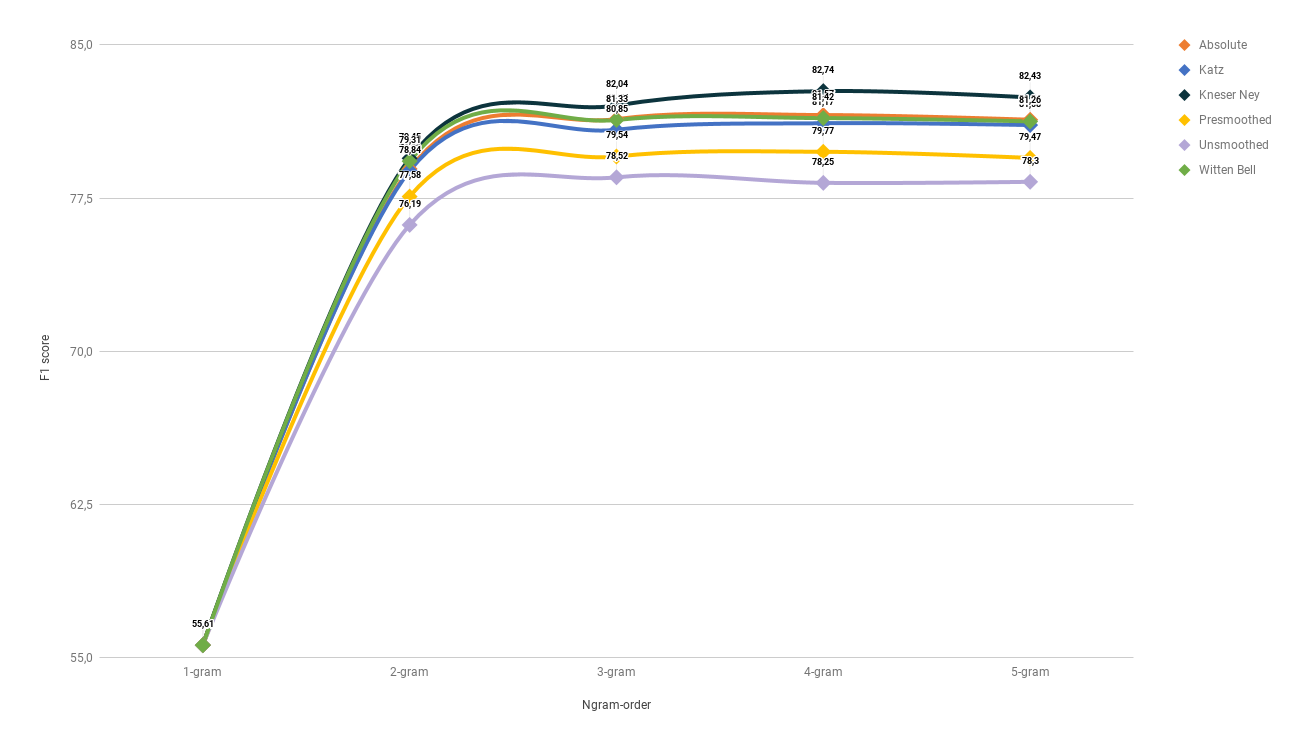 85,0
77,5
70,0
62,5
55,0
F1 score
55,61
79,31
78,84
77,58
76,19
82,04
81,33
80,85
79,54
78,52
82,74
81,42
81,17
79,77
78,25
82,43
81,26
79,47
78,3
1-gram
2-gram
3-gram
4-gram
5-gram
Ngram-order
Absolute
Katz
Kneser Ney
Presmoothed
Unsmoothed
Witten Bell